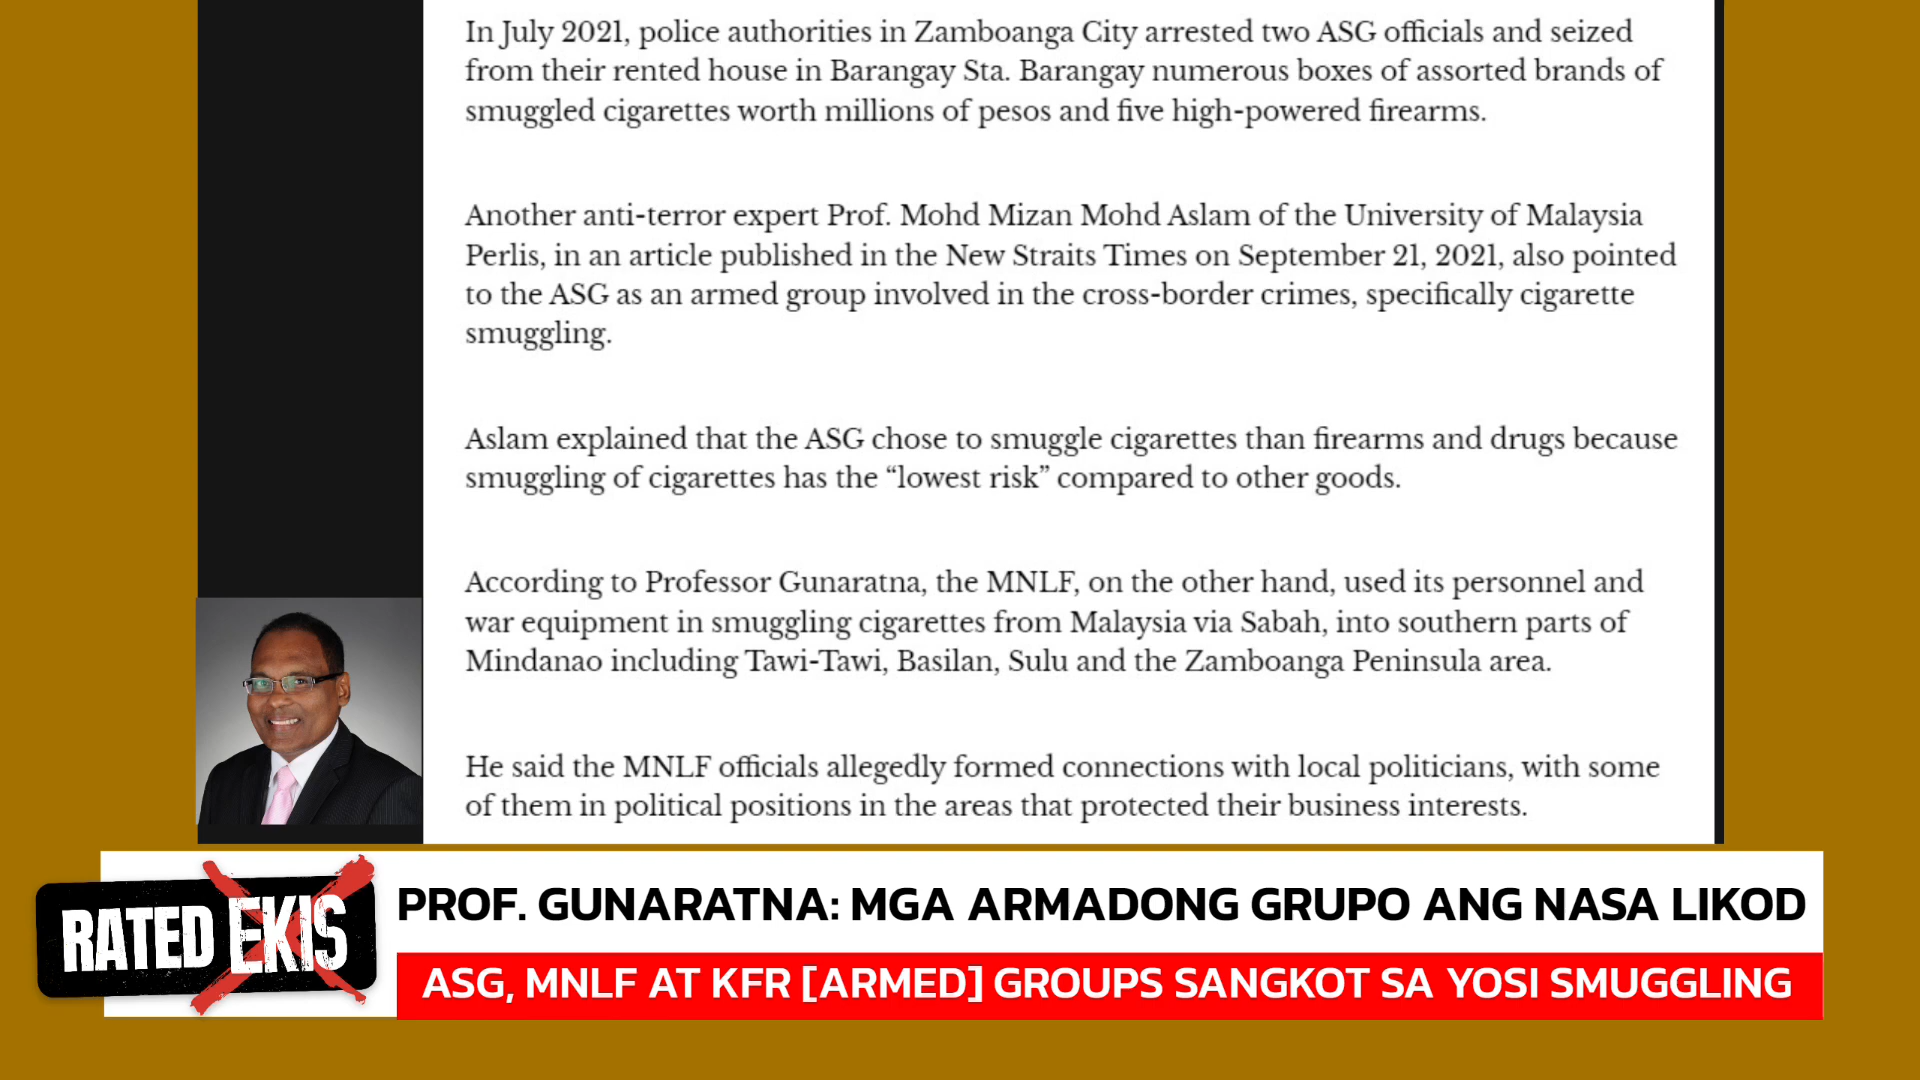 In July 2021, police authorities in Zamboanga City arrested two ASG officials and seized
from their rented house in Barangay Sta. Barangay numerous boxes of assorted brands of
smuggled cigarettes worth millions of pesos and five high-powered firearms.
Another anti-terror expert Prof. Mohd Mizan Mohd Aslam of the University of Malaysia
Perlis, in an article published in the New Straits Times on September 21, 2021, also pointed
to the ASG as an armed group involved in the cross-border crimes, specifically cigarette
smuggling.
Aslam explained that the ASG chose to smuggle cigarettes than firearms and drugs because
smuggling of cigarettes has the “lowest risk” compared to other goods.
According to Professor Gunaratna, the MNLF, on the other hand, used its personnel and
war equipment in smuggling cigarettes from Malaysia via Sabah, into southern parts of
Mindanao including Tawi-Tawi, Basilan, Sulu and the Zamboanga Peninsula area.
He said the MNLF officials allegedly formed connections with local politicians, with some
of them in political positions in the areas that protected their business interests.
RATED EKIS
PROF. GUNARATNA: MGA ARMADONG GRUPO ANG NASA LIKOD
ASG, MNLF AT KFR [ARMED] GROUPS SANGKOT SA YOSI SMUGGLING